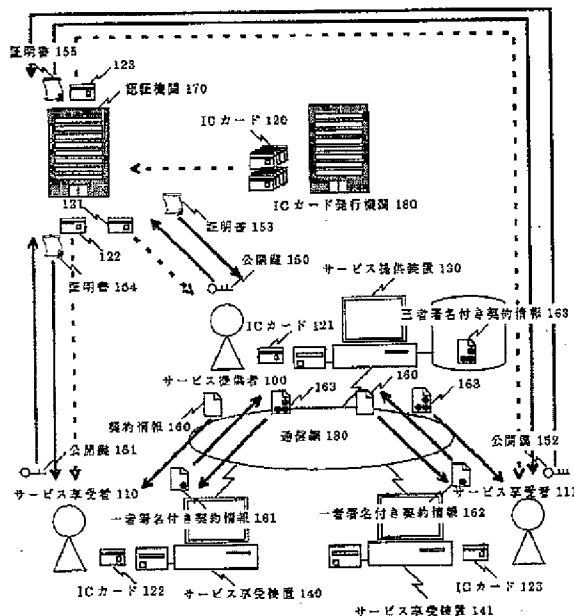 証明書 155
123
認証機関 170
ICカード 120
ICカード発行機関 180
121
122
証明書 153
証明書 154
公開鍵 150
サービス提供装置 130
ICカード 121
三者署名付き契約情報 163
サービス提供者 100
163
160
163
契約情報 160
通信網 190
公開鍵 151
公開鍵 152
サービス享受者 110
サービス享受者 111
一者署名付き契約情報 161
一者署名付き契約情報 162
ICカード 122
サービス享受装置 140
ICカード 123
サービス享受装置 141